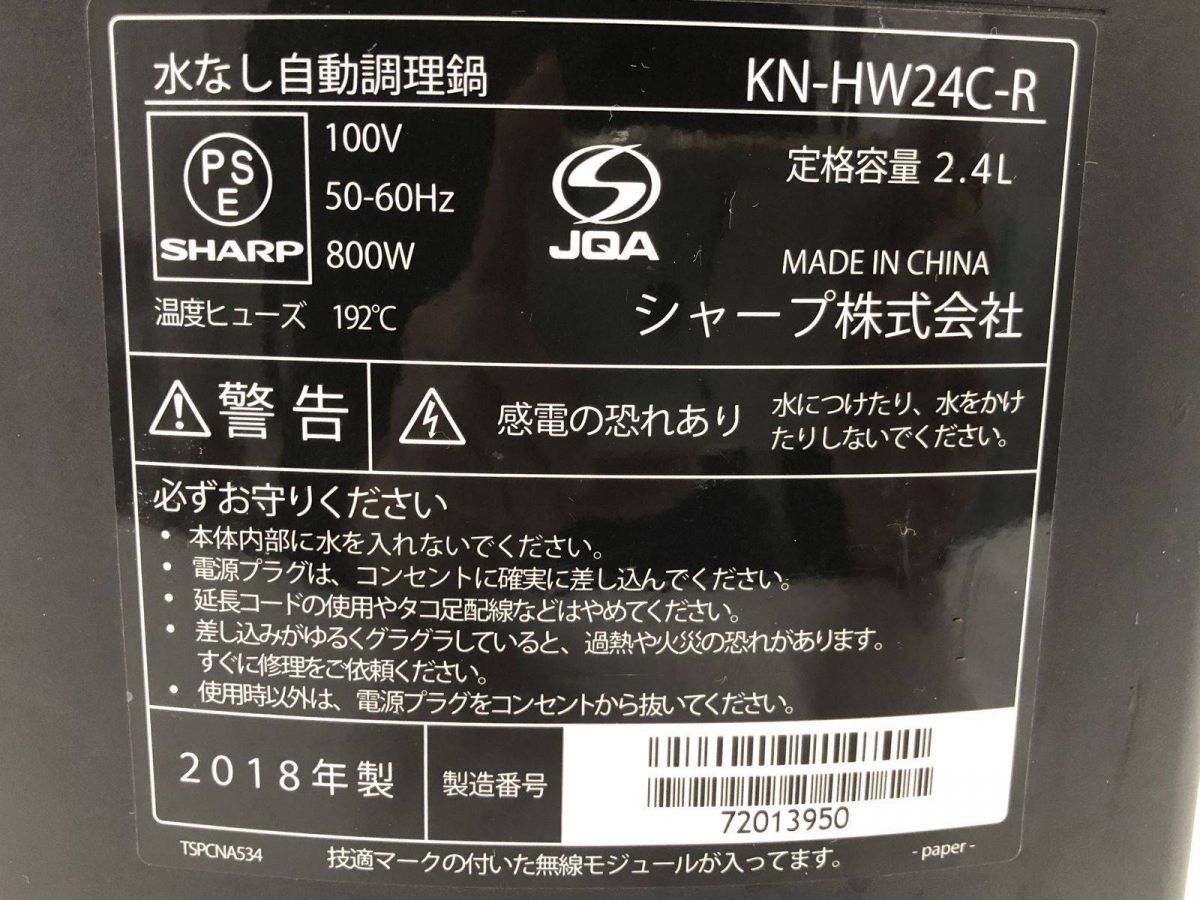 水なし自動調理鍋 KN-HW24C-R
PSE
SHARP
100V
50-60Hz
800W
JQA
定格容量 2.4L
MADE IN CHINA
温度ヒューズ 192℃
シャープ株式会社
警告
感電の恐れあり
水につけたり、水をかけ
たりしないでください。
必ずお守りください
• 本体内部に水を入れないでください。
• 電源プラグは、コンセントに確実に差し込んでください。
• 延長コードの使用やタコ足配線などはやめてください。
• 差し込みがゆるくグラグラしていると、過熱や火災の恐れがあります。
すぐに修理をご依頼ください。
• 使用時以外は、電源プラグをコンセントから抜いてください。
2018年製
製造番号
72013950
TSPCNA534
技適マークの付いた無線モジュールが入ってます。
- paper -